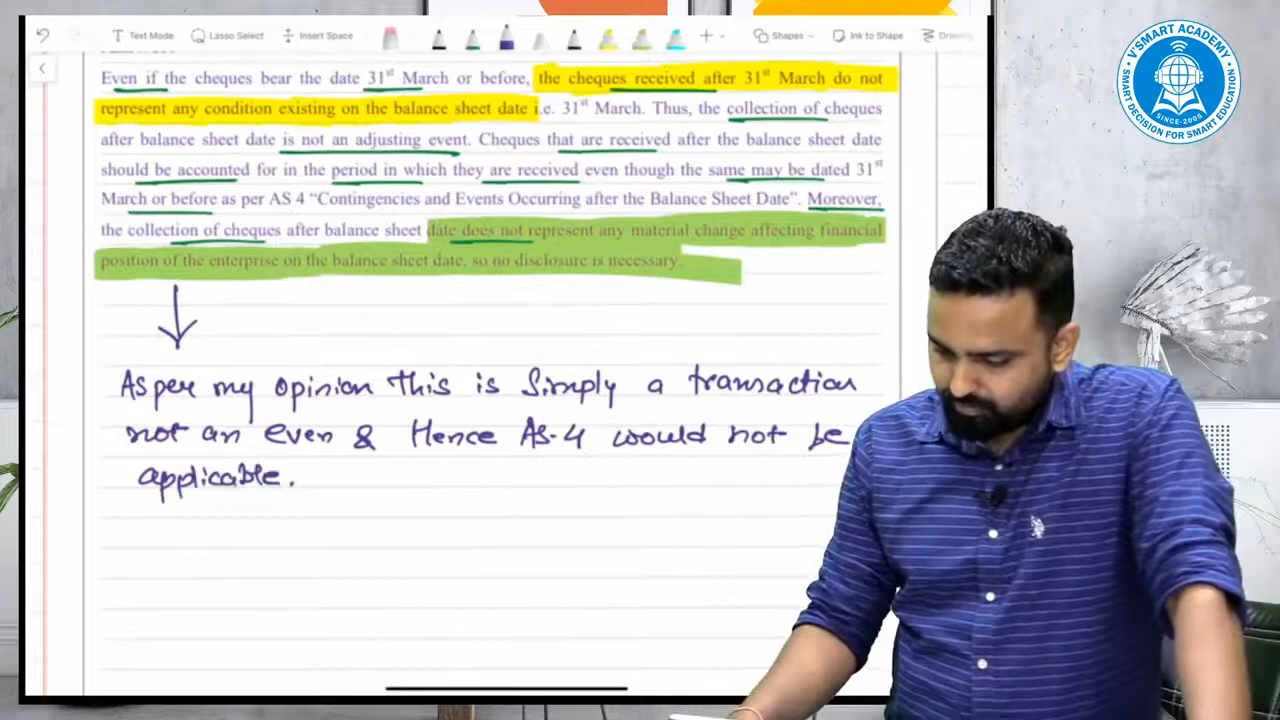 Text Mode Lasso Select Insert Space Shapes Ink to Shape Drawing
Even if the cheques bear the date 31st March or before, the cheques received after 31st March do not
represent any condition existing on the balance sheet date i.e. 31st March. Thus, the collection of cheques
after balance sheet date is not an adjusting event. Cheques that are received after the balance sheet date
should be accounted for in the period in which they are received even though the same may be dated 31st
March or before as per AS 4 “Contingencies and Events Occurring after the Balance Sheet Date”. Moreover,
the collection of cheques after balance sheet date does not represent any material change affecting financial
position of the enterprise on the balance sheet date, so no disclosure is necessary.
As per my opinion this is Simply a transaction
not an even & Hence AS-4 would not be
applicable.
V'SMART ACADEMY
SINCE-2005
SMART DECISION FOR SMART EDUCATION